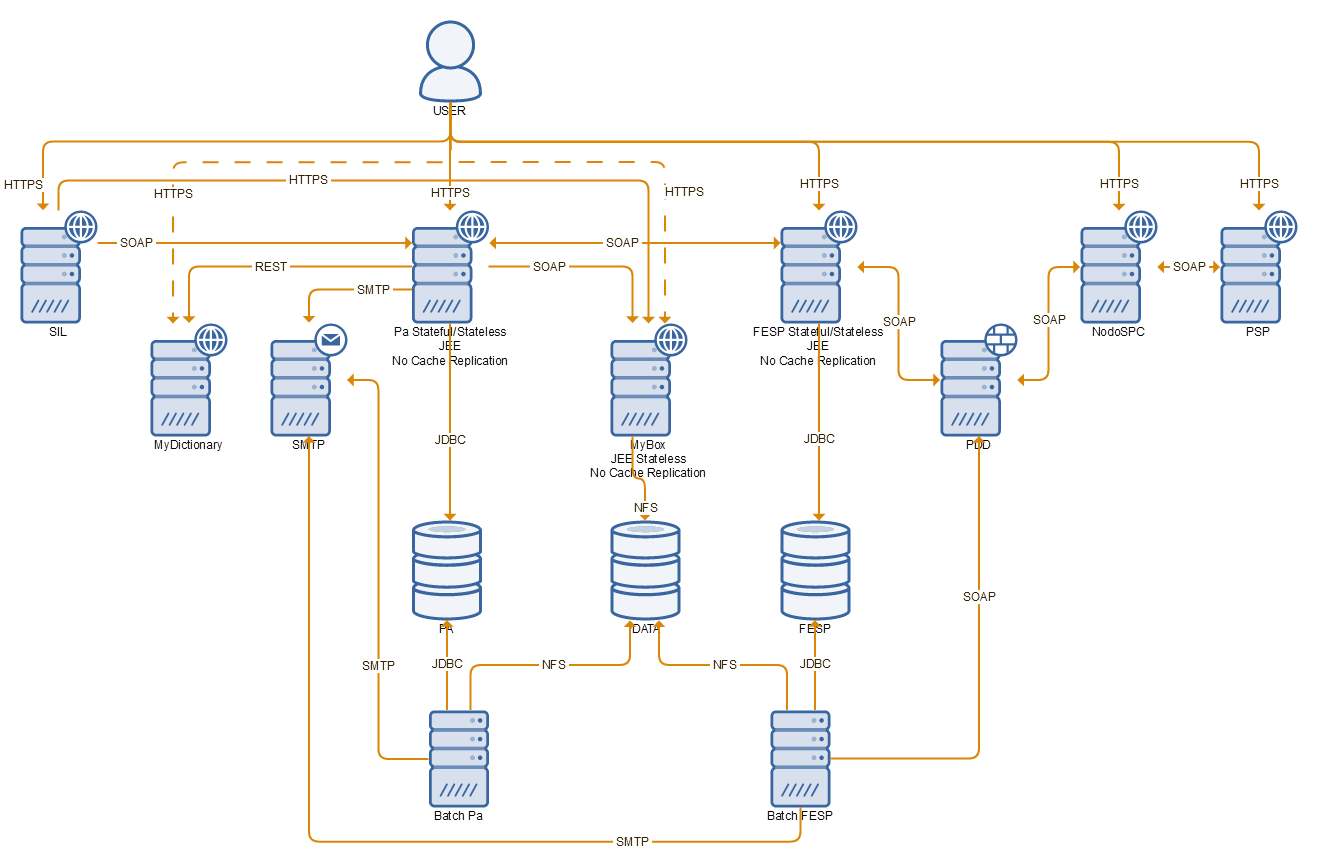 USER
HTTPS
HTTPS
HTTPS
HTTPS
HTTPS
HTTPS
HTTPS
HTTPS
SOAP
SOAP
REST
SOAP
SOAP
SMTP
SOAP
SOAP
SIL
Pa Stateful/Stateless
JEE
No Cache Replication
FESP Stateful/Stateless
JEE
No Cache Replication
NodoSPC
PSP
MyDictionary
SMTP
JDBC
MyBox
JEE Stateless
No Cache Replication
JDBC
PDD
NFS
SOAP
PA
DATA
FESP
SMTP
JDBC
NFS
NFS
JDBC
Batch Pa
Batch FESP
SMTP